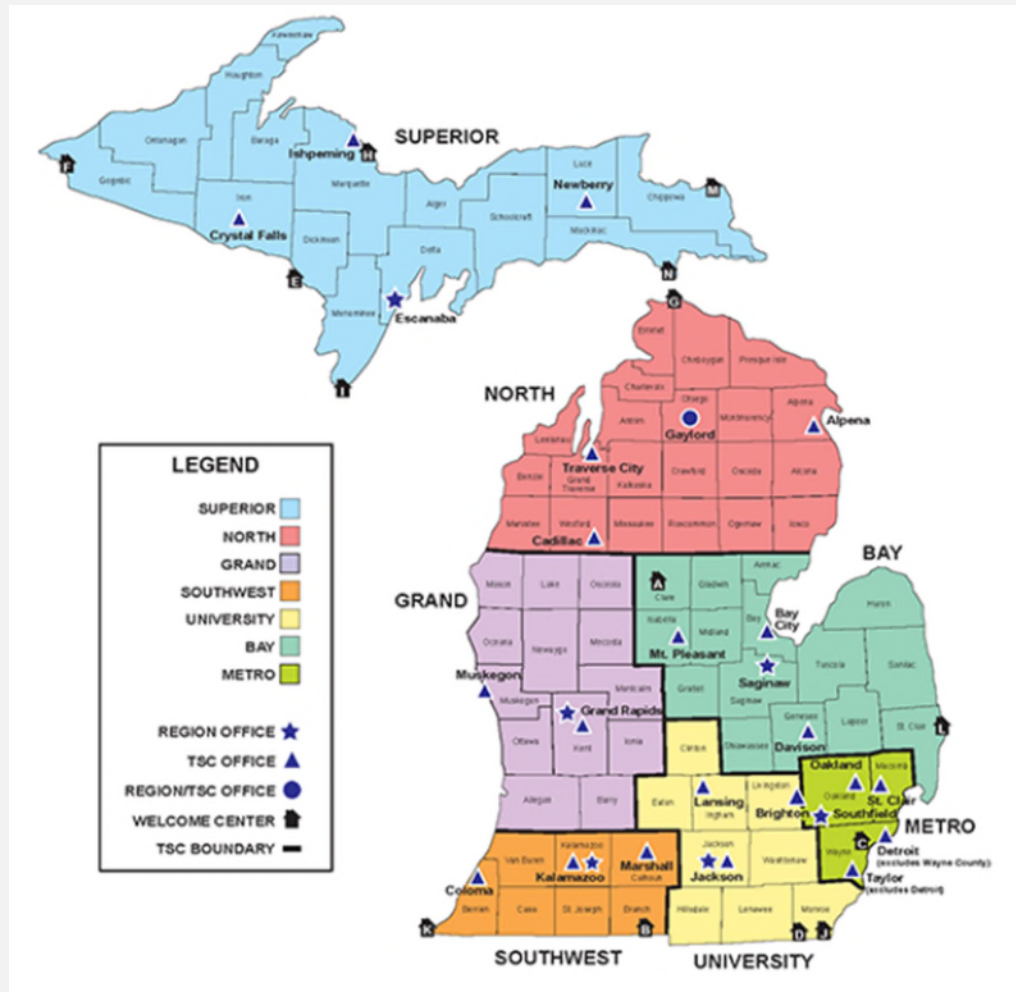 Keweenaw
Houghton
Ontonagan
Baraga
SUPERIOR
Ishpeming
H
F
Gogebic
Marquette
Luce
Iron
Alger
Newberry
Chippewa
M
Crystal Falls
Schoolcraft
Dickinson
Mackinac
Delta
E
N
Menominee
Escanaba
G
I
Emmet
Cheboygan
Presque Isle
NORTH
Charlevoix
Otsego
Alpena
Antrim
Montmorency
Gaylord
Alpena
Leelanau
Traverse City
Benzie
Grand
Traverse
Kalkaska
Crawford
Oscoda
Alcona
Manistee
Wexford
Missaukee
Roscommon
Ogemaw
Iosco
Cadillac
LEGEND
SUPERIOR
NORTH
GRAND
SOUTHWEST
UNIVERSITY
BAY
METRO
REGION OFFICE
TSC OFFICE
REGION/TSC OFFICE
WELCOME CENTER
TSC BOUNDARY
BAY
GRAND
Mason
Lake
Osceola
A
Clare
Gladwin
Arenac
Huron
Oceana
Newaygo
Mecosta
Isabella
Midland
Bay
Bay
City
Mt. Pleasant
Tuscola
Sanilac
Muskegon
Muskegon
Montcalm
Gratiot
Saginaw
Saginaw
Grand Rapids
Ottawa
Kent
Ionia
Clinton
Shiawassee
Genesee
Davison
Lapeer
St. Clair
L
Allegan
Barry
Eaton
Lansing
Ingham
Livingston
Brighton
Oakland
Oakland
Macomb
St. Clair
Southfield
METRO
Van Buren
Kalamazoo
Kalamazoo
Marshall
Calhoun
Jackson
Jackson
Washtenaw
Wayne
C
Detroit
(excludes Wayne County)
Taylor
(excludes Detroit)
Coloma
Berrien
Cass
St. Joseph
Branch
Hillsdale
Lenawee
Monroe
K
B
D
J
SOUTHWEST
UNIVERSITY